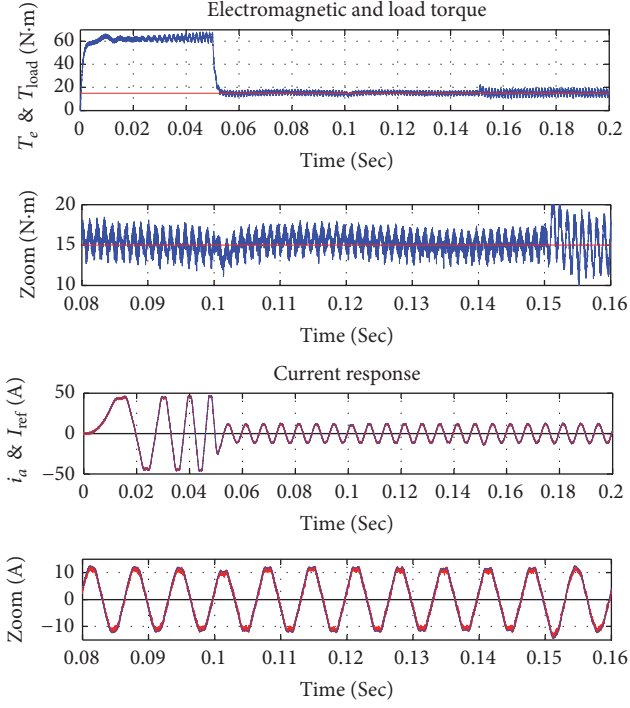 Electromagnetic and load torque
T_e & T_load (N·m)
60
40
20
0
0 0.02 0.04 0.06 0.08 0.1 0.12 0.14 0.16 0.18 0.2
Time (Sec)
Zoom (N·m)
20
15
10
0.08 0.09 0.1 0.11 0.12 0.13 0.14 0.15 0.16
Time (Sec)
Current response
i_a & I_ref (A)
50
0
−50
0 0.02 0.04 0.06 0.08 0.1 0.12 0.14 0.16 0.18 0.2
Time (Sec)
Zoom (A)
10
0
−10
0.08 0.09 0.1 0.11 0.12 0.13 0.14 0.15 0.16
Time (Sec)